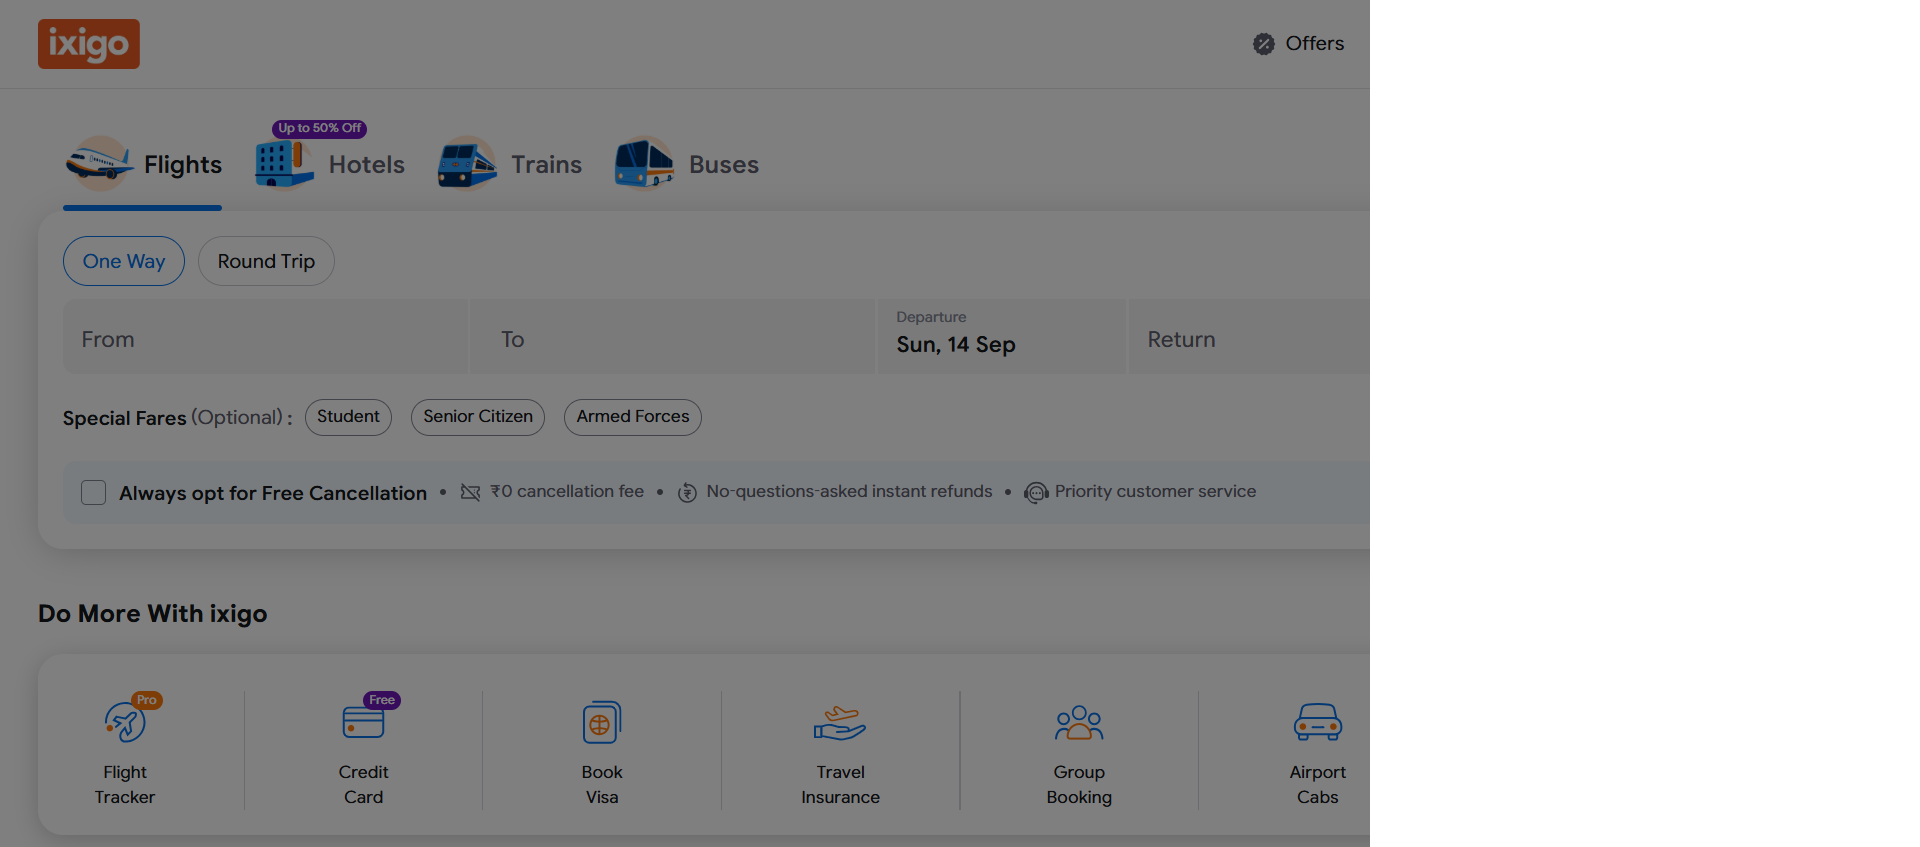 ixigo
Offers
Up to 50% Off
Flights
Hotels
Trains
Buses
One Way
Round Trip
From
To
Departure
Sun, 14 Sep
Return
Special Fares (Optional) :
Student
Senior Citizen
Armed Forces
Always opt for Free Cancellation • ₹0 cancellation fee • No-questions-asked instant refunds • Priority customer service
Do More With ixigo
Pro
Flight
Tracker
Free
Credit
Card
Book
Visa
Travel
Insurance
Group
Booking
Airport
Cabs